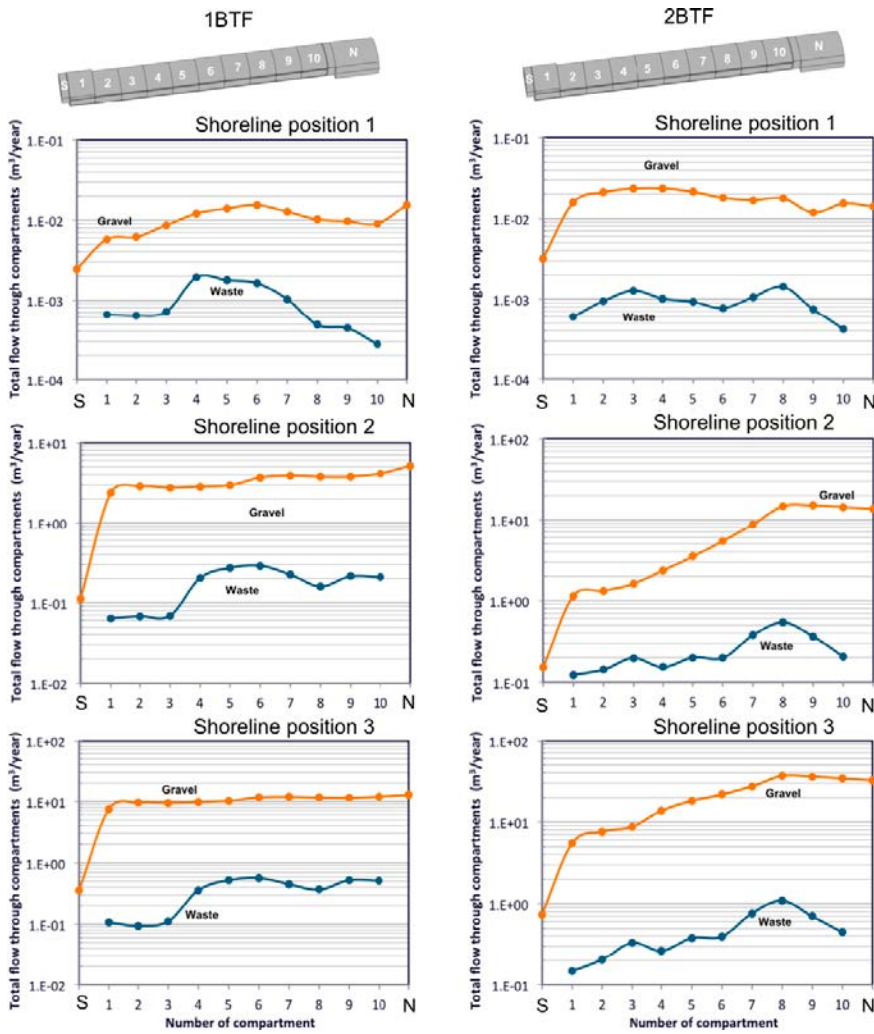 1BTF
S 1 2 3 4 5 6 7 8 9 10 N
Shoreline position 1
Total flow through compartments (m³/year)
1.E-01
1.E-02
1.E-03
1.E-04
Gravel
Waste
S 1 2 3 4 5 6 7 8 9 10 N
Shoreline position 2
Total flow through compartments (m³/year)
1.E+01
1.E+00
1.E-01
1.E-02
Gravel
Waste
S 1 2 3 4 5 6 7 8 9 10 N
Shoreline position 3
Total flow through compartments (m³/year)
1.E+02
1.E+01
1.E+00
1.E-01
1.E-02
Gravel
Waste
S 1 2 3 4 5 6 7 8 9 10 N
Number of compartment
2BTF
S 1 2 3 4 5 6 7 8 9 10 N
Shoreline position 1
Total flow through compartments (m³/year)
1.E-01
1.E-02
1.E-03
1.E-04
Gravel
Waste
S 1 2 3 4 5 6 7 8 9 10 N
Shoreline position 2
Total flow through compartments (m³/year)
1.E+02
1.E+01
1.E+00
1.E-01
Gravel
Waste
S 1 2 3 4 5 6 7 8 9 10 N
Shoreline position 3
Total flow through compartments (m³/year)
1.E+02
1.E+01
1.E+00
1.E-01
Gravel
Waste
S 1 2 3 4 5 6 7 8 9 10 N
Number of compartment